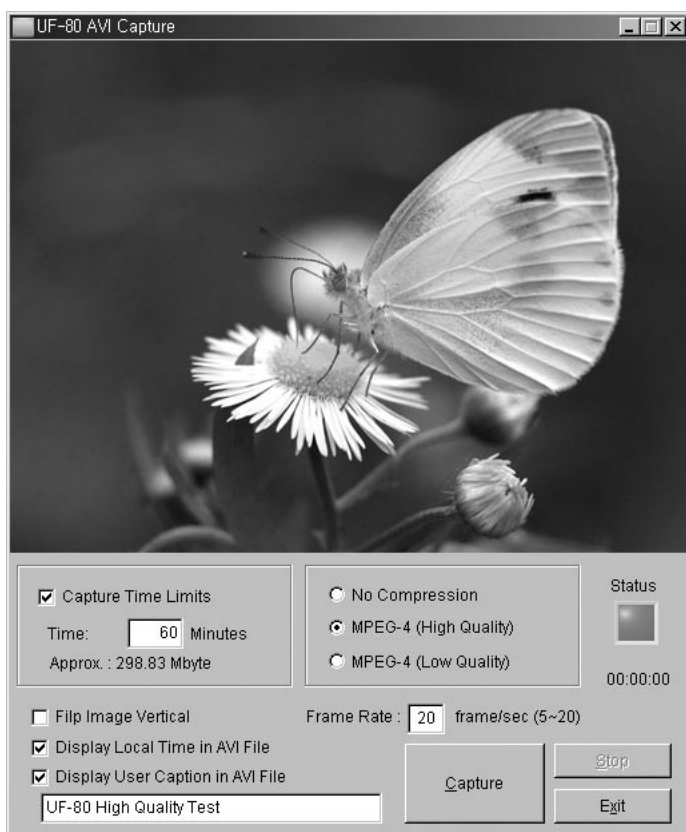 UF-80 AVI Capture
Capture Time Limits
Time: 60 Minutes
Approx. : 298.83 Mbyte
No Compression
MPEG-4 (High Quality)
MPEG-4 (Low Quality)
Status
00:00:00
Filp Image Vertical
Frame Rate : 20 frame/sec (5~20)
Display Local Time in AVI File
Display User Caption in AVI File
UF-80 High Quality Test
Capture
Stop
Exit